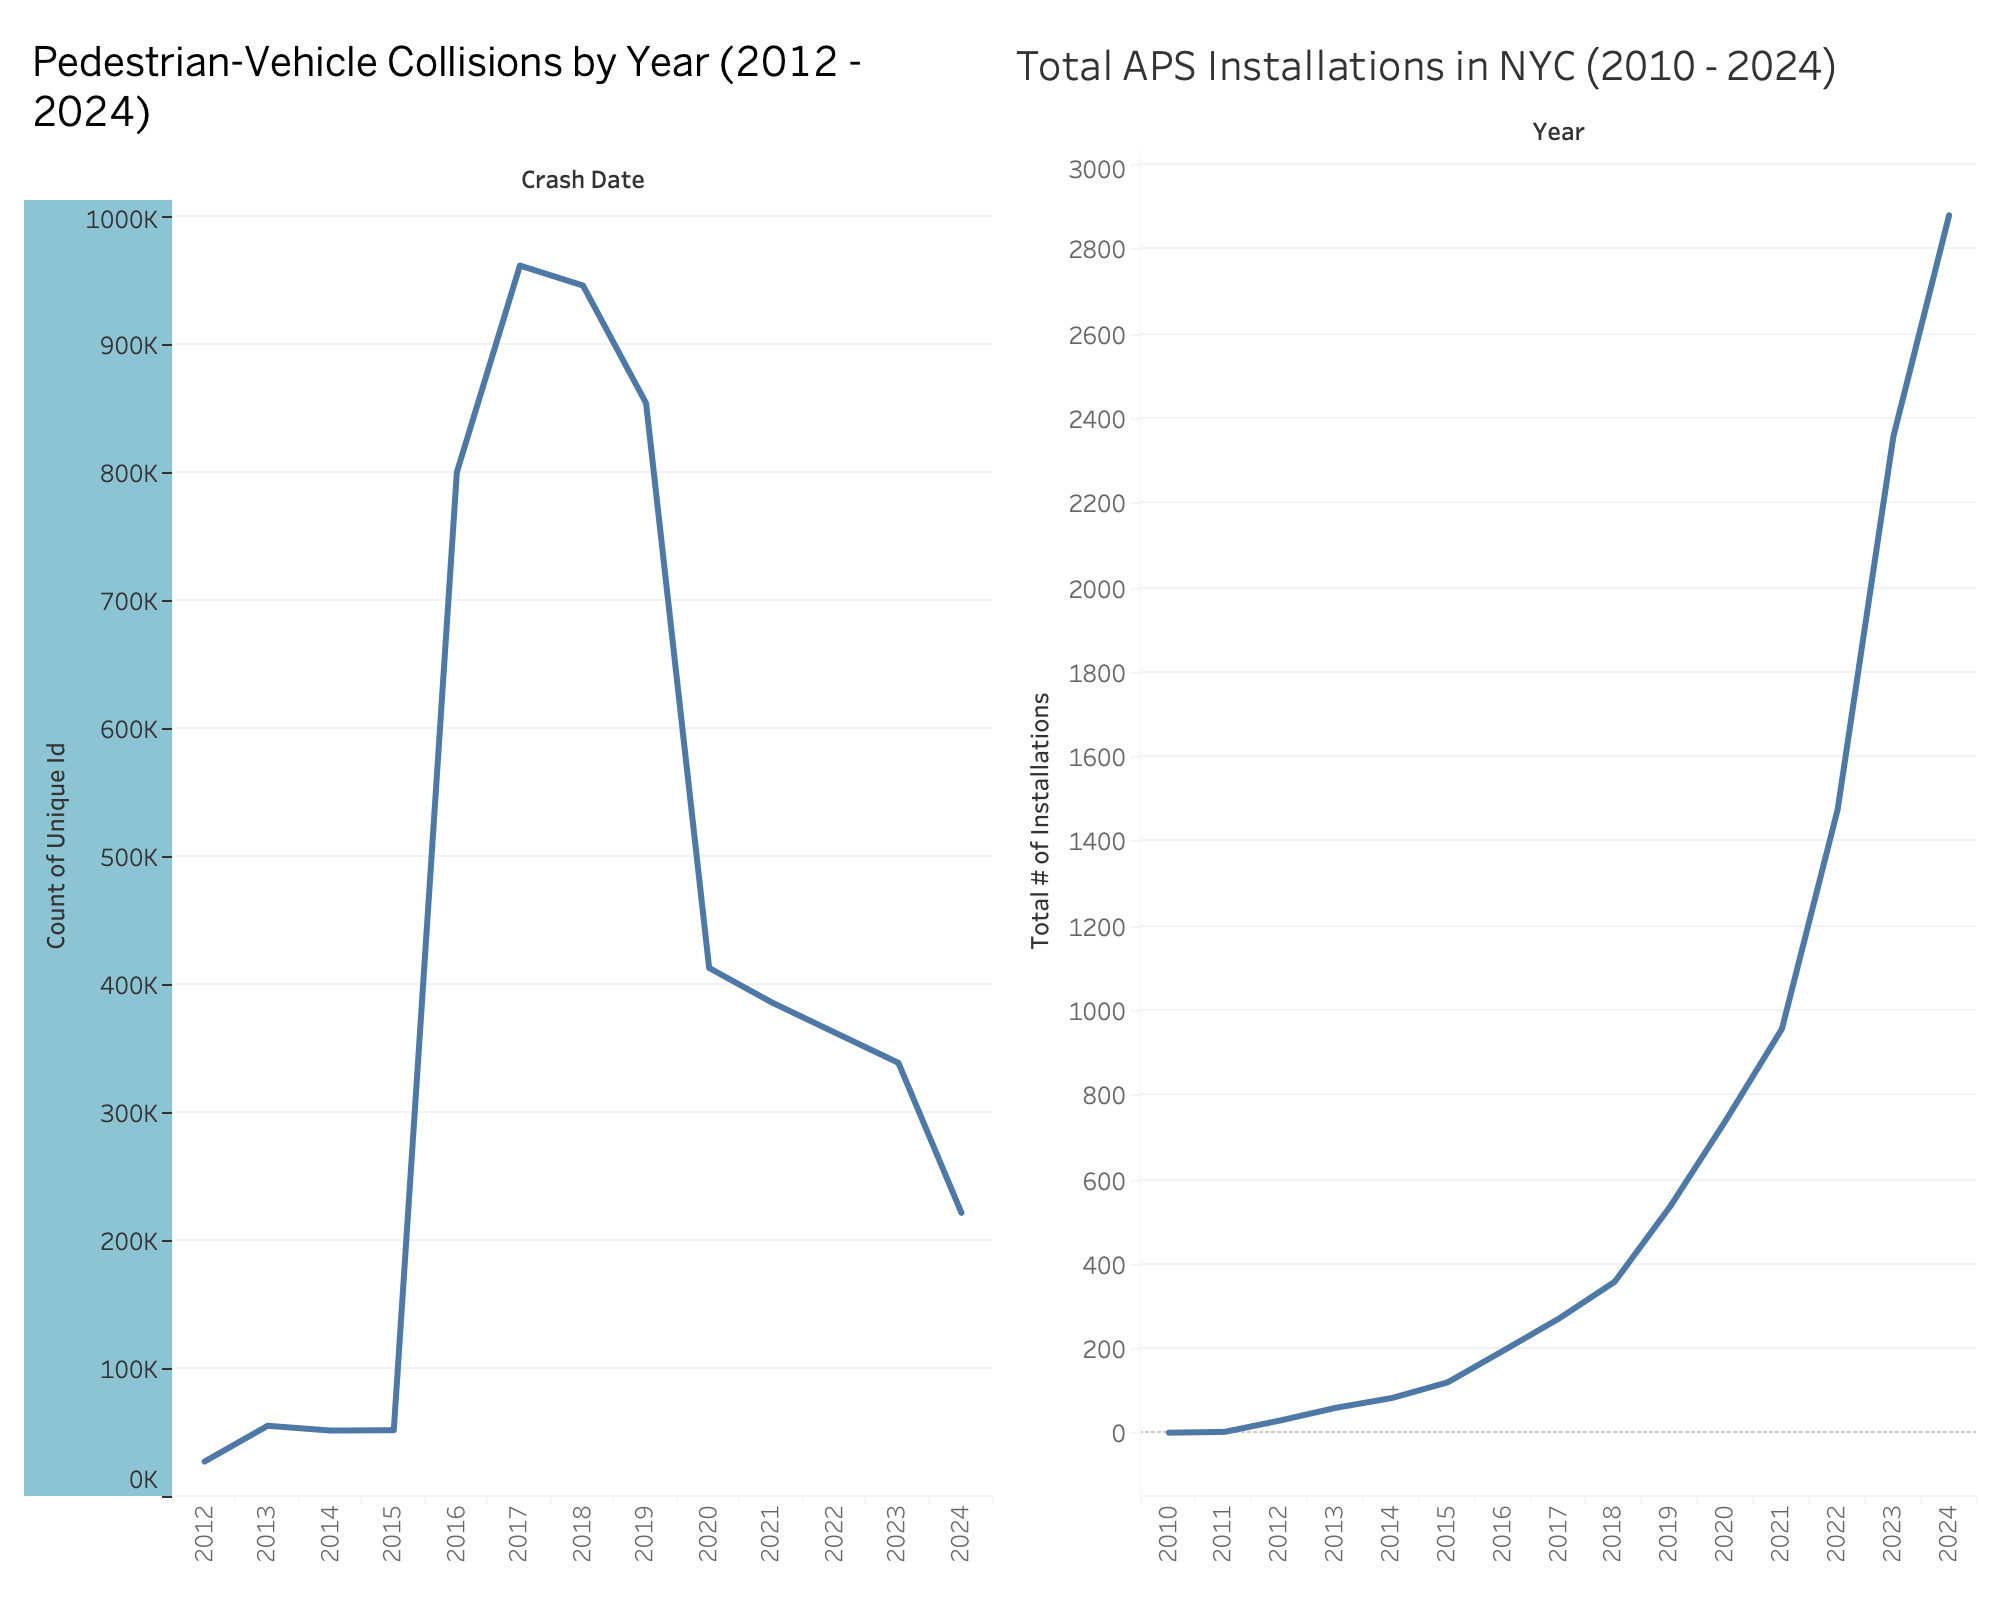 Pedestrian-Vehicle Collisions by Year (2012 -
2024)
Crash Date
1000K
900K
800K
700K
600K
500K
400K
300K
200K
100K
0K
Count of Unique Id
2012
2013
2014
2015
2016
2017
2018
2019
2020
2021
2022
2023
2024
Total APS Installations in NYC (2010 - 2024)
Year
3000
2800
2600
2400
2200
2000
1800
1600
1400
1200
1000
800
600
400
200
0
Total # of Installations
2010
2011
2012
2013
2014
2015
2016
2017
2018
2019
2020
2021
2022
2023
2024